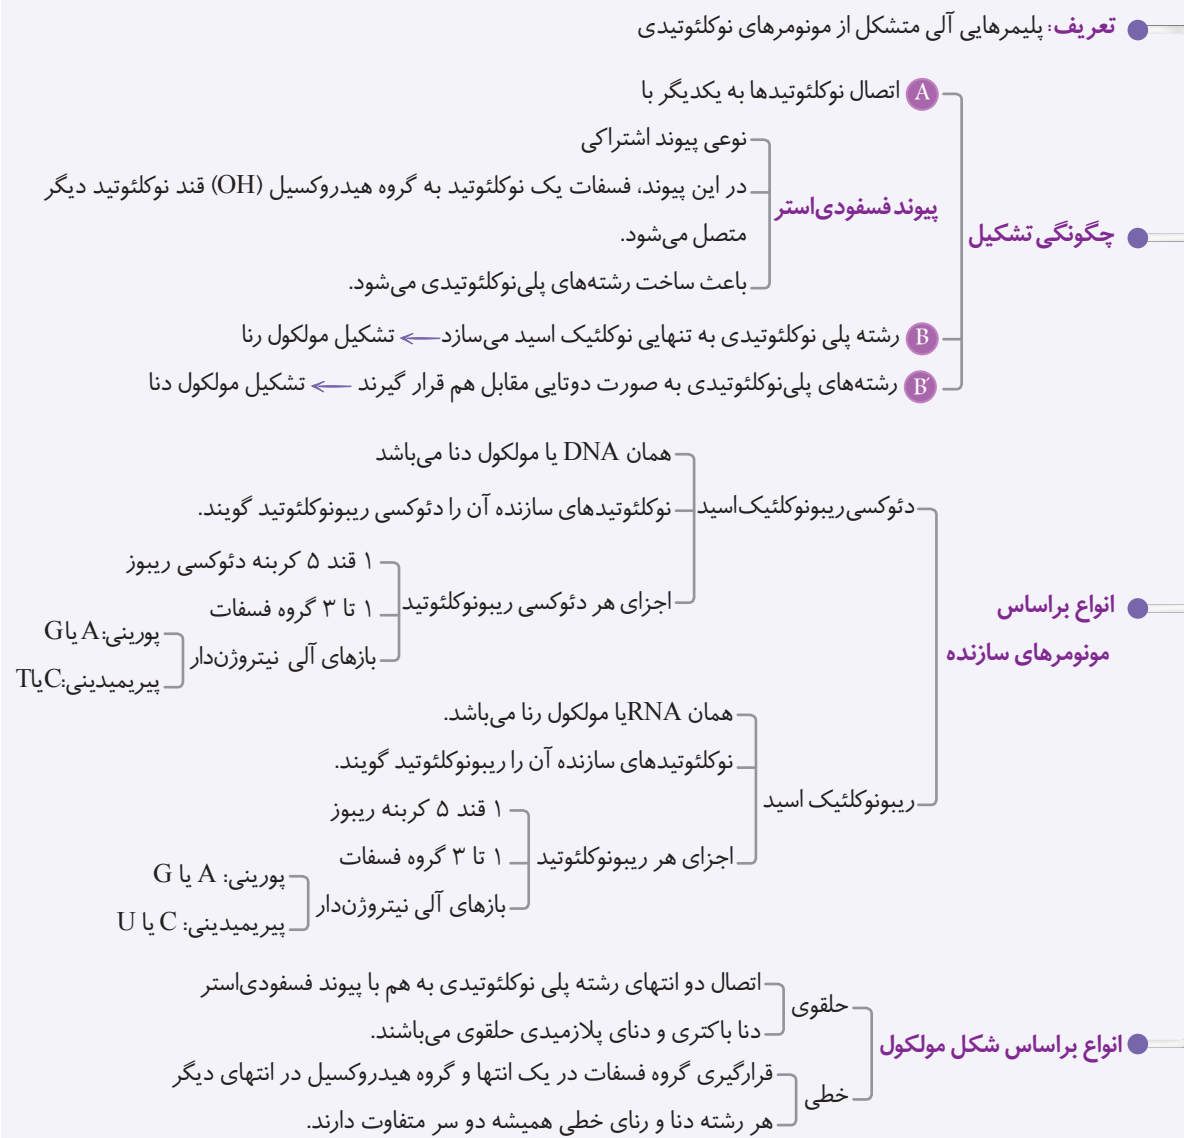 تعریف: پلیمرهایی آلی متشکل از مونومرهای نوکلئوتیدی
چگونگی تشکیل
A اتصال نوکلئوتیدها به یکدیگر با
پیوند فسفودی‌استر
نوعی پیوند اشتراکی
در این پیوند، فسفات یک نوکلئوتید به گروه هیدروکسیل (OH) قند نوکلئوتید دیگر
متصل می‌شود.
باعث ساخت رشته‌های پلی‌نوکلئوتیدی می‌شود.
B رشته پلی نوکلئوتیدی به تنهایی نوکلئیک اسید می‌سازد ← تشکیل مولکول رنا
B′ رشته‌های پلی‌نوکلئوتیدی به صورت دوتایی مقابل هم قرار گیرند ← تشکیل مولکول دنا
انواع براساس
مونومرهای سازنده
دئوکسی‌ریبونوکلئیک‌اسید
همان DNA یا مولکول دنا می‌باشد
نوکلئوتیدهای سازنده آن را دئوکسی ریبونوکلئوتید گویند.
اجزای هر دئوکسی ریبونوکلئوتید
۱ قند ۵ کربنه دئوکسی ریبوز
۱ تا ۳ گروه فسفات
بازهای آلی نیتروژن‌دار
پورینی: A یا G
پیریمیدینی: C یا T
ریبونوکلئیک اسید
همان RNA یا مولکول رنا می‌باشد.
نوکلئوتیدهای سازنده آن را ریبونوکلئوتید گویند.
اجزای هر ریبونوکلئوتید
۱ قند ۵ کربنه ریبوز
۱ تا ۳ گروه فسفات
بازهای آلی نیتروژن‌دار
پورینی: A یا G
پیریمیدینی: C یا U
انواع براساس شکل مولکول
حلقوی
اتصال دو انتهای رشته پلی نوکلئوتیدی به هم با پیوند فسفودی‌استر
دنا باکتری و دنای پلازمیدی حلقوی می‌باشند.
خطی
قرارگیری گروه فسفات در یک انتها و گروه هیدروکسیل در انتهای دیگر
هر رشته دنا و رنای خطی همیشه دو سر متفاوت دارند.